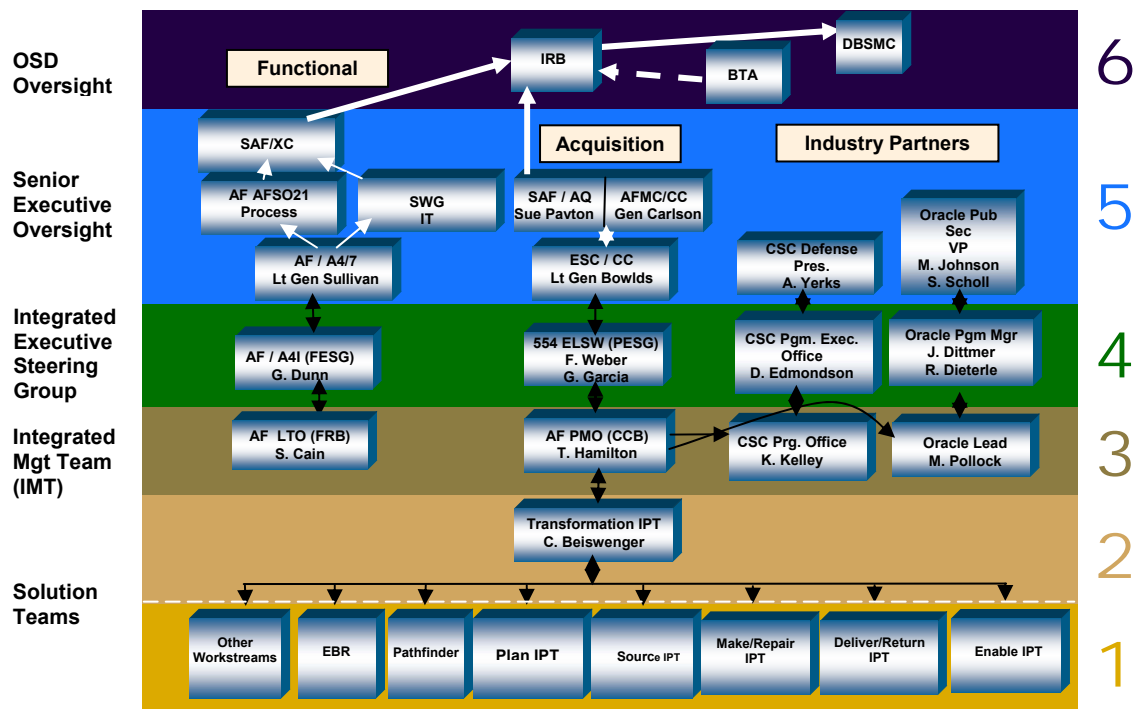 OSD
Oversight
Functional
IRB
BTA
DBSMC
6
Senior
Executive
Oversight
SAF/XC
AF AFSO21
Process
SWG
IT
AF / A4/7
Lt Gen Sullivan
Acquisition
SAF / AQ
Sue Pavton
AFMC/CC
Gen Carlson
ESC / CC
Lt Gen Bowlds
Industry Partners
CSC Defense
Pres.
A. Yerks
Oracle Pub
Sec
VP
M. Johnson
S. Scholl
5
Integrated
Executive
Steering
Group
AF / A4I (FESG)
G. Dunn
554 ELSW (PESG)
F. Weber
G. Garcia
CSC Pgm. Exec.
Office
D. Edmondson
Oracle Pgm Mgr
J. Dittmer
R. Dieterle
4
Integrated
Mgt Team
(IMT)
AF LTO (FRB)
S. Cain
AF PMO (CCB)
T. Hamilton
CSC Prg. Office
K. Kelley
Oracle Lead
M. Pollock
3
Transformation IPT
C. Beiswenger
2
Solution
Teams
Other
Workstreams
EBR
Pathfinder
Plan IPT
Source IPT
Make/Repair
IPT
Deliver/Return
IPT
Enable IPT
1